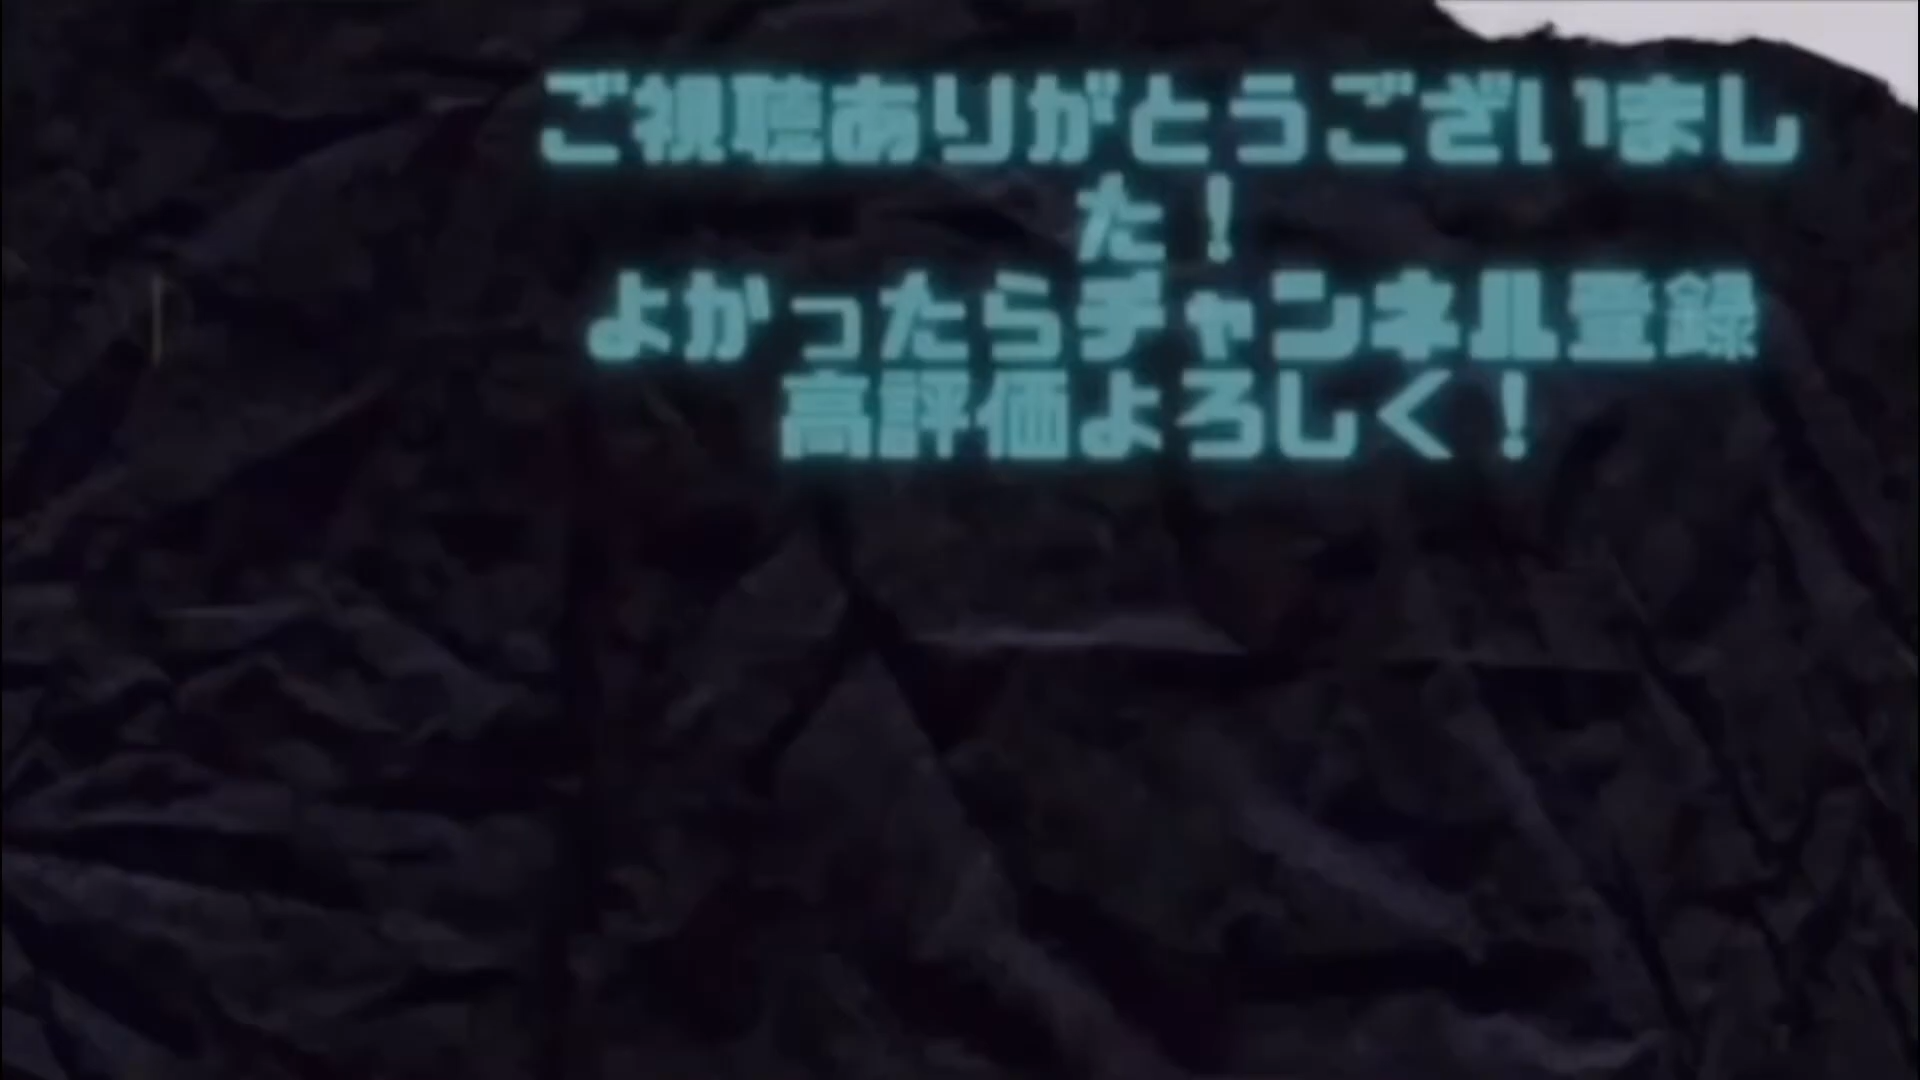 ご視聴ありがとうございまし
た！
よかったらチャンネル登録
高評価よろしく！